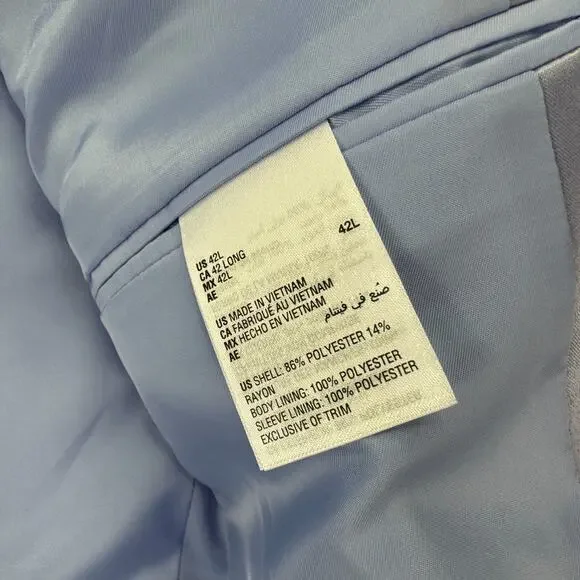 US 42L
CA 42 LONG
MX 42L
AE
42L
US MADE IN VIETNAM
CA FABRIQUÉ AU VIETNAM
MX HECHO EN VIETNAM
AE
صنع في فيتنام
US SHELL: 86% POLYESTER 14%
RAYON
BODY LINING: 100% POLYESTER
SLEEVE LINING: 100% POLYESTER
EXCLUSIVE OF TRIM